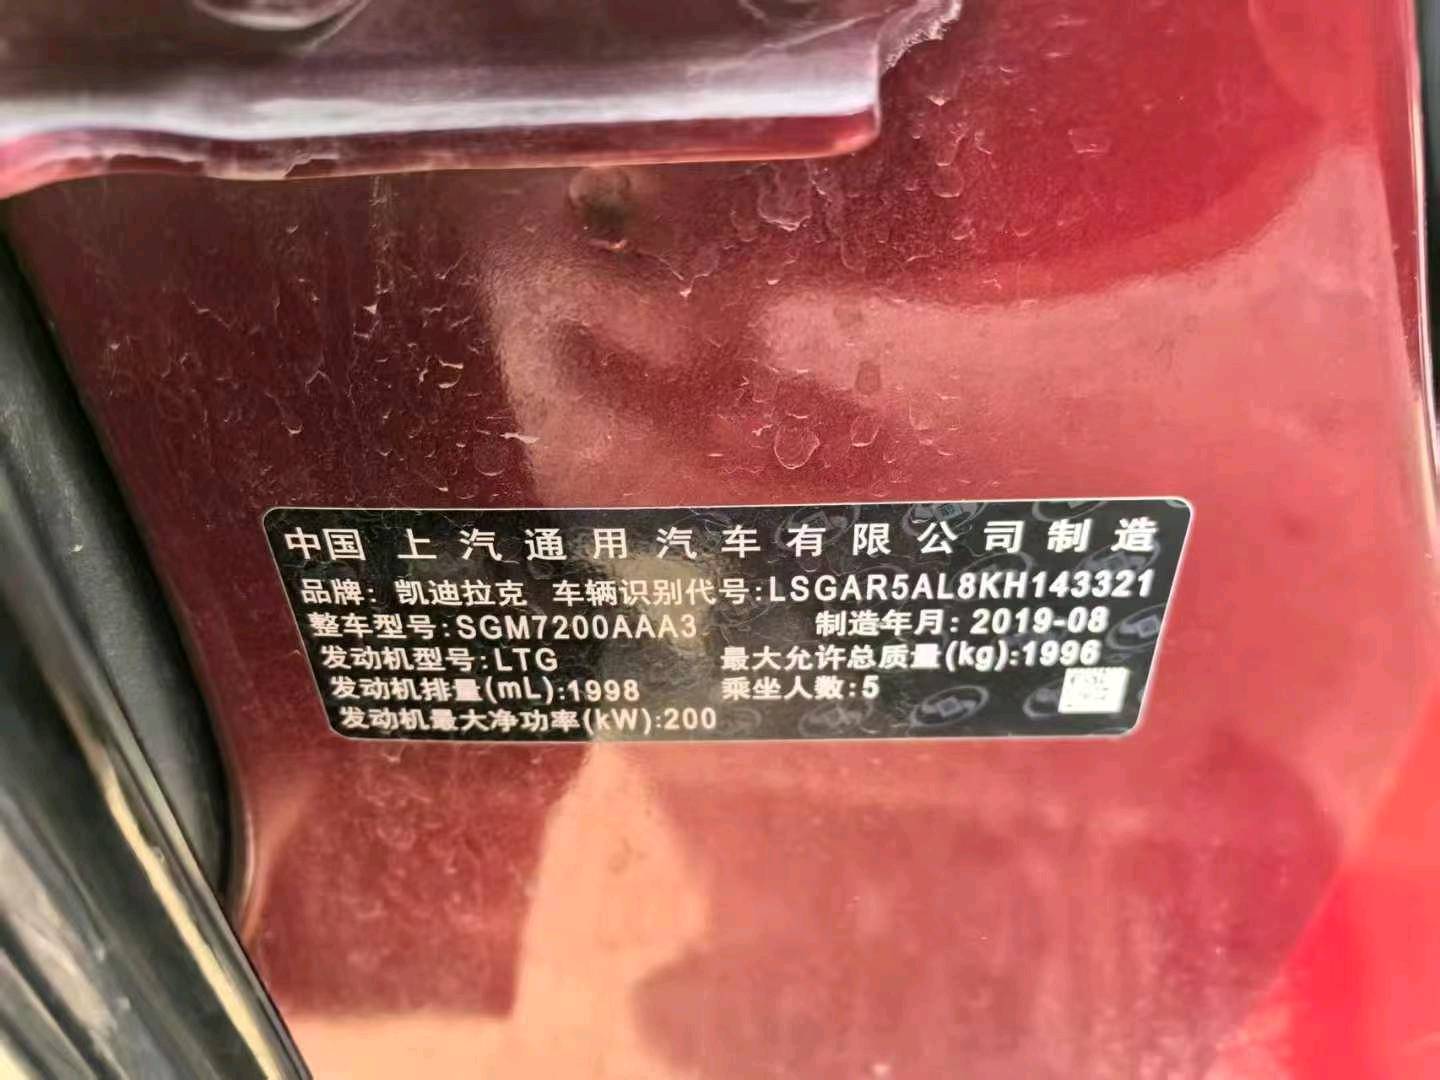 中国 上汽通用汽车有限公司制造
品牌: 凯迪拉克 车辆识别代号:LSGAR5AL8KH143321
整车型号:SGM7200AAA3 制造年月: 2019-08
发动机型号:LTG 最大允许总质量(kg):1996
发动机排量(mL):1998 乘坐人数:5
发动机最大净功率(kW):200